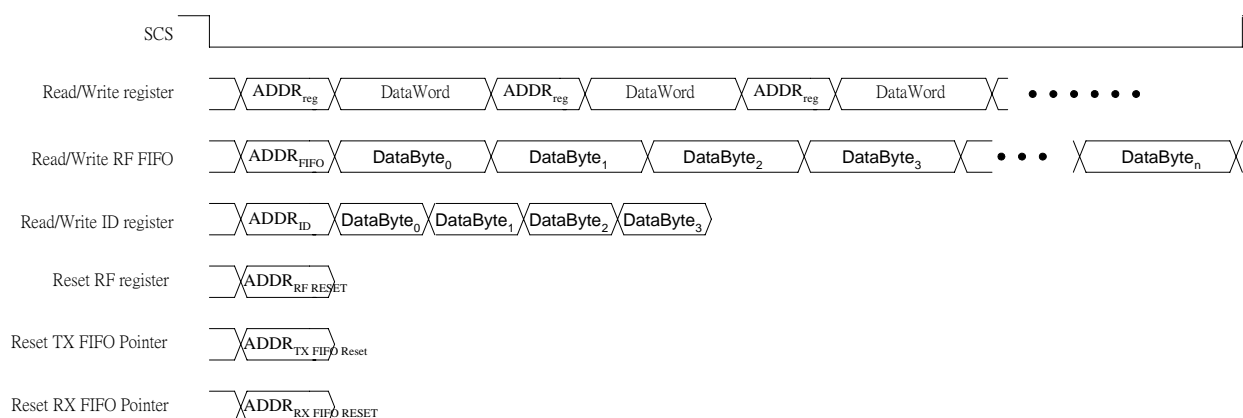 SCS
Read/Write register ADDRreg DataWord ADDRreg DataWord ADDRreg DataWord
Read/Write RF FIFO ADDRFIFO DataByte0 DataByte1 DataByte2 DataByte3 DataByten
Read/Write ID register ADDRID DataByte0 DataByte1 DataByte2 DataByte3
Reset RF register ADDRRF RESET
Reset TX FIFO Pointer ADDRTX FIFO Reset
Reset RX FIFO Pointer ADDRRX FIFO RESET